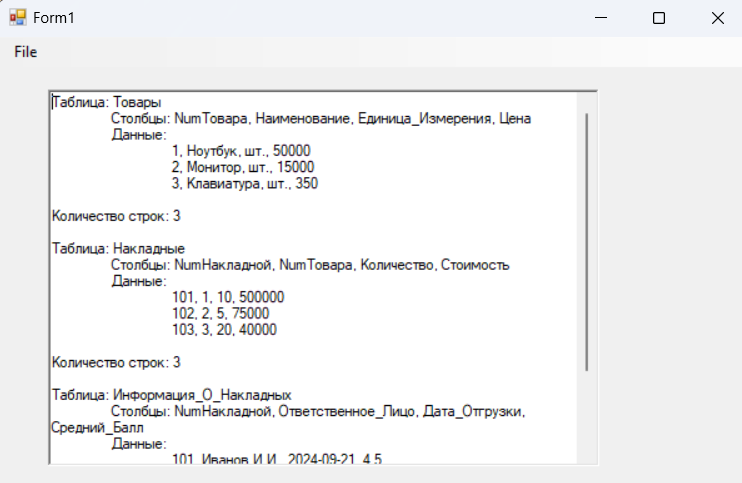 Form1
File
Таблица: Товары
Столбцы: NumТовара, Наименование, Единица_Измерения, Цена
Данные:
1, Ноутбук, шт., 50000
2, Монитор, шт., 15000
3, Клавиатура, шт., 350
Количество строк: 3
Таблица: Накладные
Столбцы: NumНакладной, NumТовара, Количество, Стоимость
Данные:
101, 1, 10, 500000
102, 2, 5, 75000
103, 3, 20, 40000
Количество строк: 3
Таблица: Информация_О_Накладных
Столбцы: NumНакладной, Ответственное_Лицо, Дата_Отгрузки,
Средний_Балл
Данные:
101, Иванов И.И., 2024-09-21, 4.5